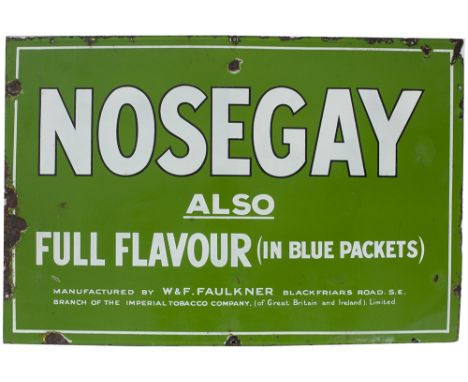 NOSEGAY
ALSO
FULL FLAVOUR (IN BLUE PACKETS)
MANUFACTURED BY W & F. FAULKNER BLACKFRIARS ROAD. S.E.
BRANCH OF THE IMPERIAL TOBACCO COMPANY, (of Great Britain and Ireland), Limited.